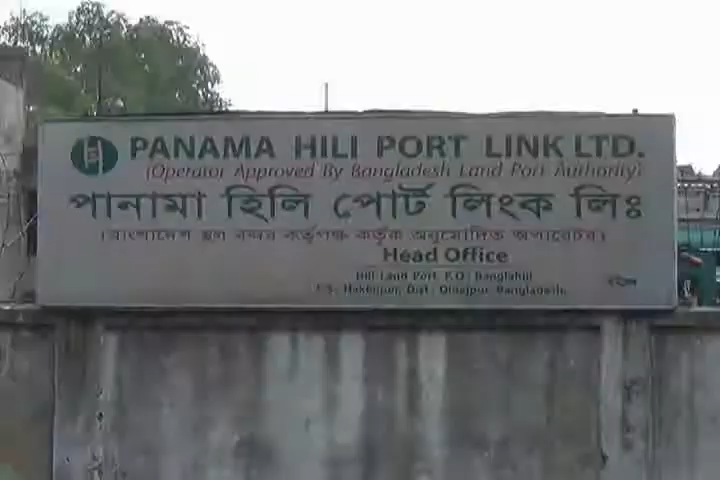 PANAMA HILI PORT LINK LTD.
(Operator Approved By Bangladesh Land Port Authority)
পানামা হিলি পোর্ট লিংক লিঃ
(বাংলাদেশ স্থল বন্দর কর্তৃপক্ষ কর্তৃক অনুমোদিত অপারেটর)
Head Office
Hili Land Port, P.O: Banglahili
P.S: Hakimpur, Dist: Dinajpur, Bangladesh.